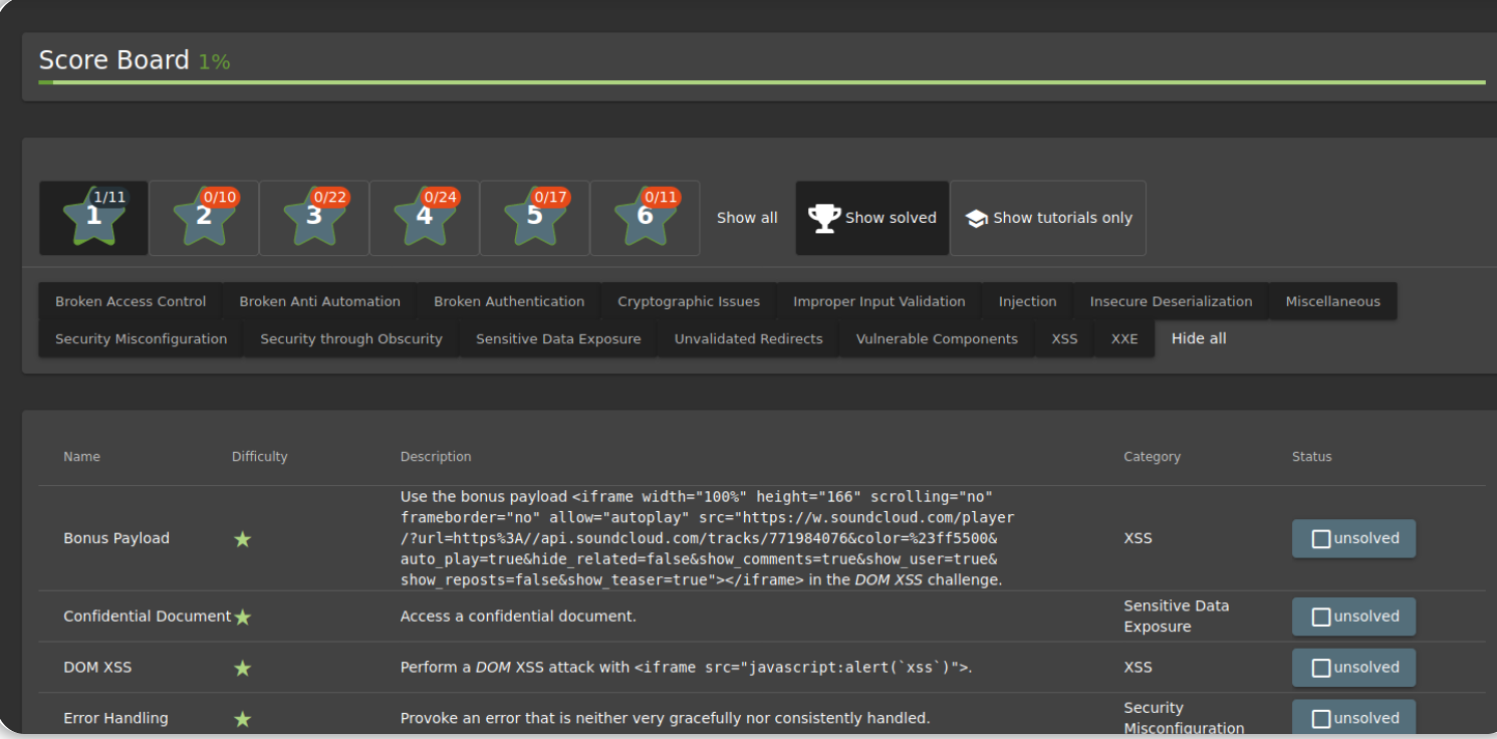 Score Board 1%
1/11 0/10 0/22 0/24 0/17 0/11
1 2 3 4 5 6 Show all Show solved Show tutorials only
Broken Access Control Broken Anti Automation Broken Authentication Cryptographic Issues Improper Input Validation Injection Insecure Deserialization Miscellaneous
Security Misconfiguration Security through Obscurity Sensitive Data Exposure Unvalidated Redirects Vulnerable Components XSS XXE Hide all
Name Difficulty Description Category Status
Use the bonus payload <iframe width="100%" height="166" scrolling="no"
frameborder="no" allow="autoplay" src="https://w.soundcloud.com/player
Bonus Payload /?url=https%3A//api.soundcloud.com/tracks/771984076&color=%23ff5500& XSS unsolved
auto_play=true&hide_related=false&show_comments=true&show_user=true&
show_reposts=false&show_teaser=true"></iframe> in the DOM XSS challenge.
Confidential Document Access a confidential document. Sensitive Data unsolved
Exposure
DOM XSS Perform a DOM XSS attack with <iframe src="javascript:alert(`xss`)">. XSS unsolved
Error Handling Provoke an error that is neither very gracefully nor consistently handled. Security unsolved
Misconfiguration